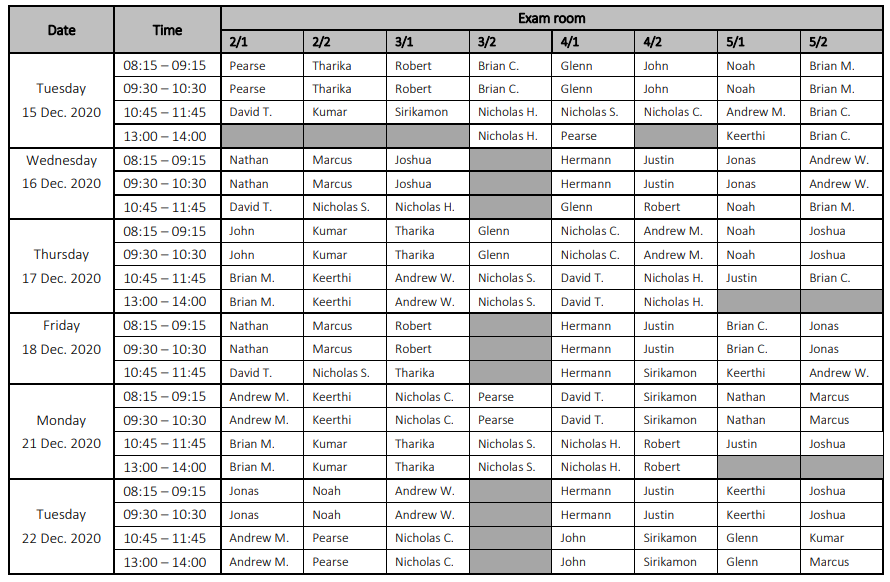 Date Time Exam room
2/1 2/2 3/1 3/2 4/1 4/2 5/1 5/2
Tuesday
15 Dec. 2020
08:15 – 09:15 Pearse Tharika Robert Brian C. Glenn John Noah Brian M.
09:30 – 10:30 Pearse Tharika Robert Brian C. Glenn John Noah Brian M.
10:45 – 11:45 David T. Kumar Sirikamon Nicholas H. Nicholas S. Nicholas C. Andrew M. Brian C.
13:00 – 14:00 Nicholas H. Pearse Keerthi Brian C.
Wednesday
16 Dec. 2020
08:15 – 09:15 Nathan Marcus Joshua Hermann Justin Jonas Andrew W.
09:30 – 10:30 Nathan Marcus Joshua Hermann Justin Jonas Andrew W.
10:45 – 11:45 David T. Nicholas S. Nicholas H. Glenn Robert Noah Brian M.
Thursday
17 Dec. 2020
08:15 – 09:15 John Kumar Tharika Glenn Nicholas C. Andrew M. Noah Joshua
09:30 – 10:30 John Kumar Tharika Glenn Nicholas C. Andrew M. Noah Joshua
10:45 – 11:45 Brian M. Keerthi Andrew W. Nicholas S. David T. Nicholas H. Justin Brian C.
13:00 – 14:00 Brian M. Keerthi Andrew W. Nicholas S. David T. Nicholas H.
Friday
18 Dec. 2020
08:15 – 09:15 Nathan Marcus Robert Hermann Justin Brian C. Jonas
09:30 – 10:30 Nathan Marcus Robert Hermann Justin Brian C. Jonas
10:45 – 11:45 David T. Nicholas S. Tharika Hermann Sirikamon Keerthi Andrew W.
Monday
21 Dec. 2020
08:15 – 09:15 Andrew M. Keerthi Nicholas C. Pearse David T. Sirikamon Nathan Marcus
09:30 – 10:30 Andrew M. Keerthi Nicholas C. Pearse David T. Sirikamon Nathan Marcus
10:45 – 11:45 Brian M. Kumar Tharika Nicholas S. Nicholas H. Robert Justin Joshua
13:00 – 14:00 Brian M. Kumar Tharika Nicholas S. Nicholas H. Robert
Tuesday
22 Dec. 2020
08:15 – 09:15 Jonas Noah Andrew W. Hermann Justin Keerthi Joshua
09:30 – 10:30 Jonas Noah Andrew W. Hermann Justin Keerthi Joshua
10:45 – 11:45 Andrew M. Pearse Nicholas C. John Sirikamon Glenn Kumar
13:00 – 14:00 Andrew M. Pearse Nicholas C. John Sirikamon Glenn Marcus